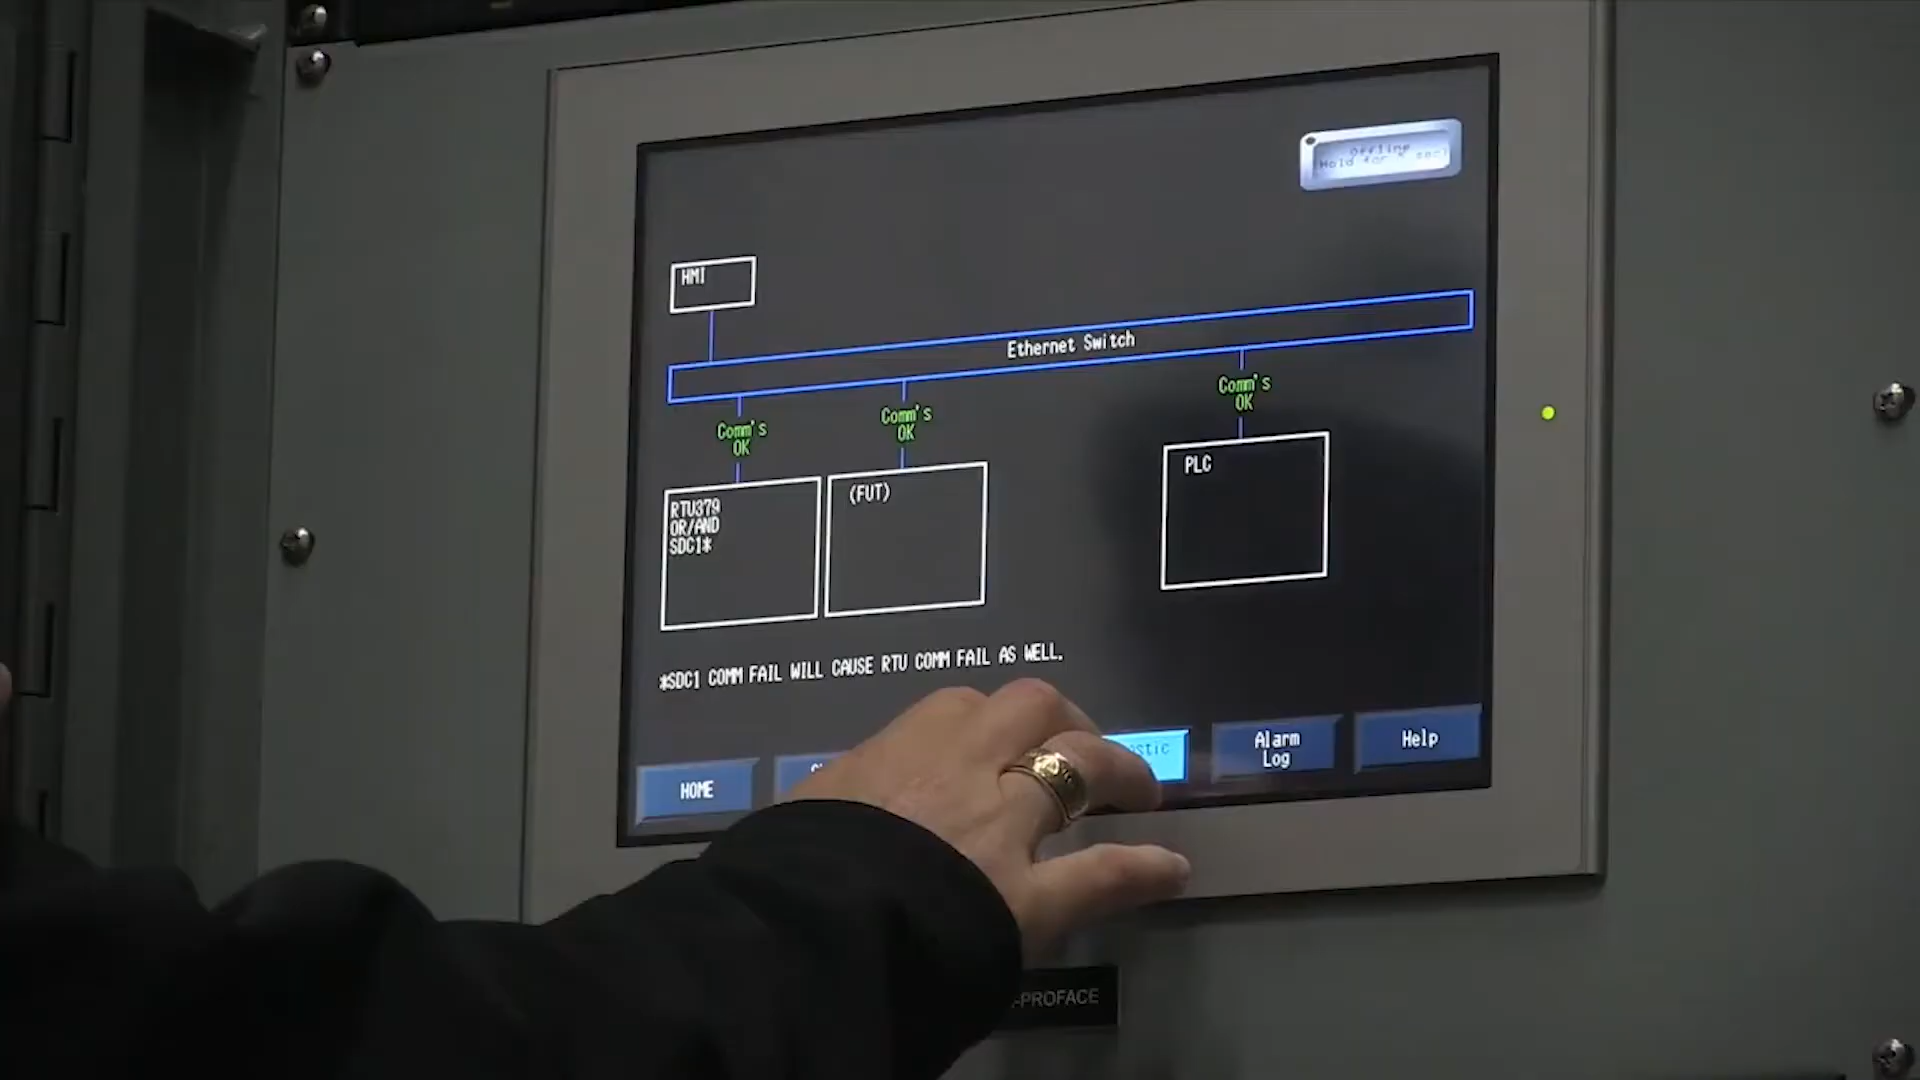 Offline
Hold for
HMI
Ethernet Switch
Comm's
OK
Comm's
OK
Comm's
OK
RTU379
OR/AND
SDC1*
(FUT)
PLC
*SDC1 COMM FAIL WILL CAUSE RTU COMM FAIL AS WELL.
HOME
Alarm
Log
Help
-PROFACE